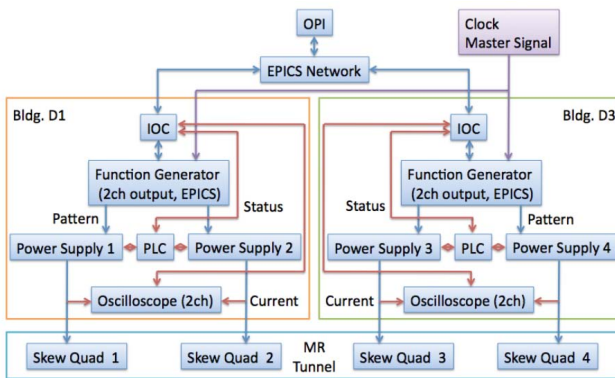 OPI
Clock
Master Signal
EPICS Network
Bldg. D1
Bldg. D3
IOC
IOC
Function Generator
(2ch output, EPICS)
Function Generator
(2ch output, EPICS)
Pattern
Status
Status
Pattern
Power Supply 1
PLC
Power Supply 2
Power Supply 3
PLC
Power Supply 4
Oscilloscope (2ch)
Current
Current
Oscilloscope (2ch)
Skew Quad 1
Skew Quad 2
MR
Tunnel
Skew Quad 3
Skew Quad 4